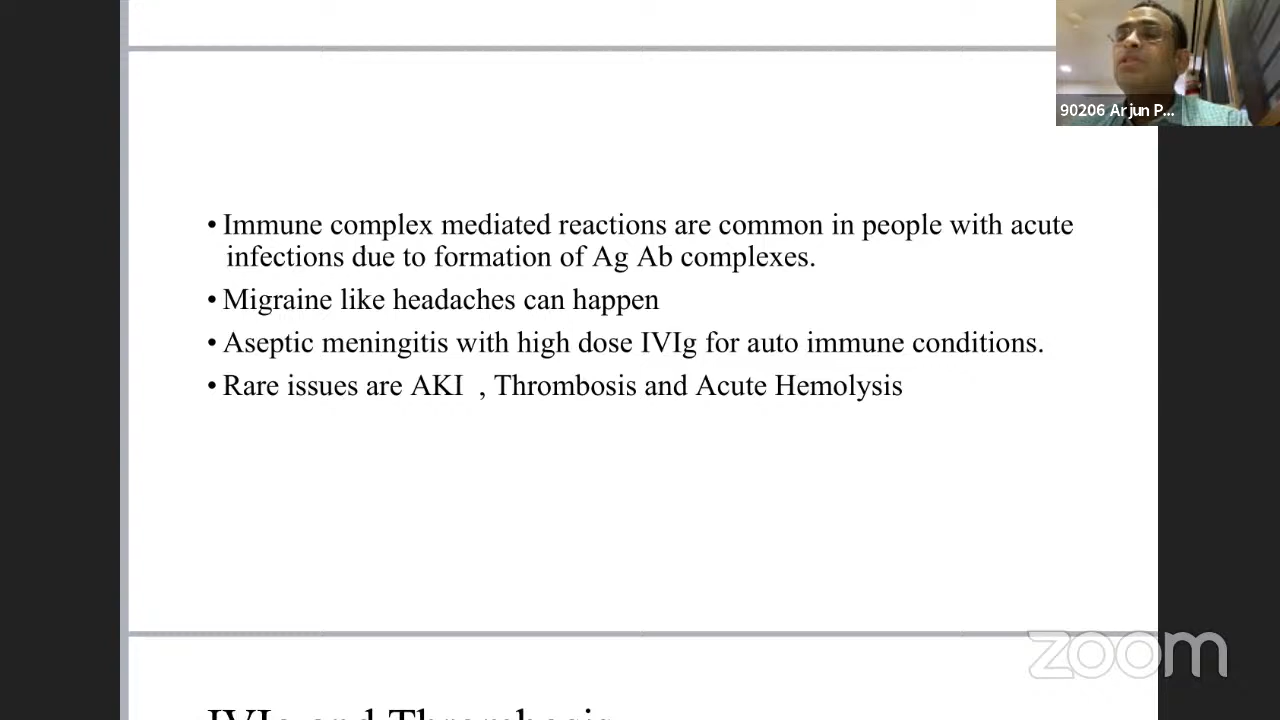 90206 Arjun P...
• Immune complex mediated reactions are common in people with acute
infections due to formation of Ag Ab complexes.
• Migraine like headaches can happen
• Aseptic meningitis with high dose IVIg for auto immune conditions.
• Rare issues are AKI , Thrombosis and Acute Hemolysis
zoom
IVIg and Thrombosis